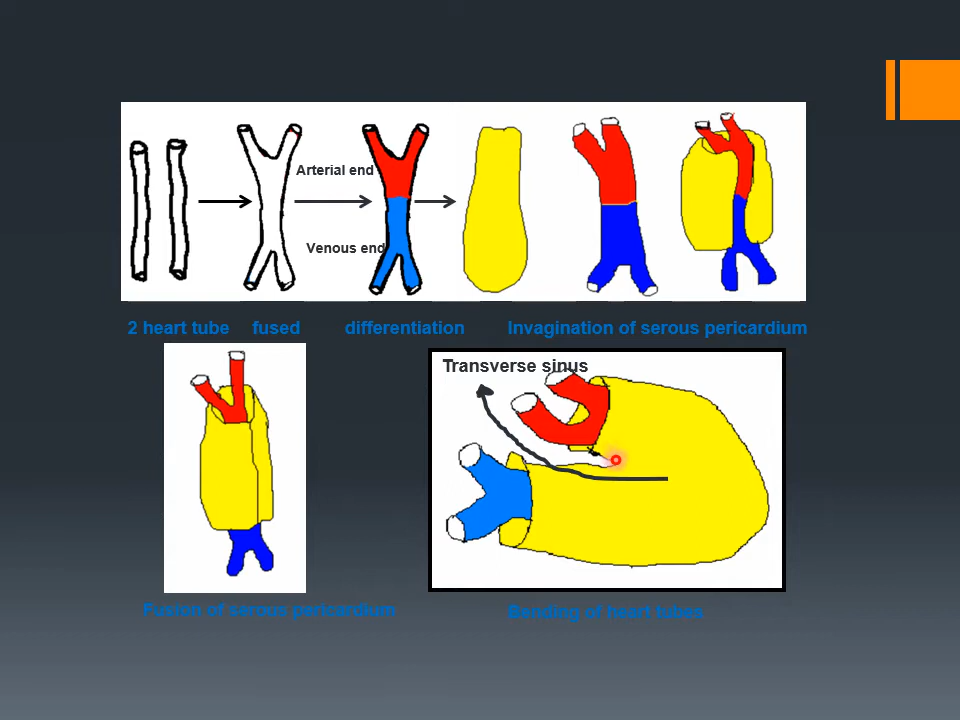 Arterial end
Venous end
2 heart tube fused differentiation Invagination of serous pericardium
Transverse sinus
Fusion of serous pericardium Bending of heart tubes